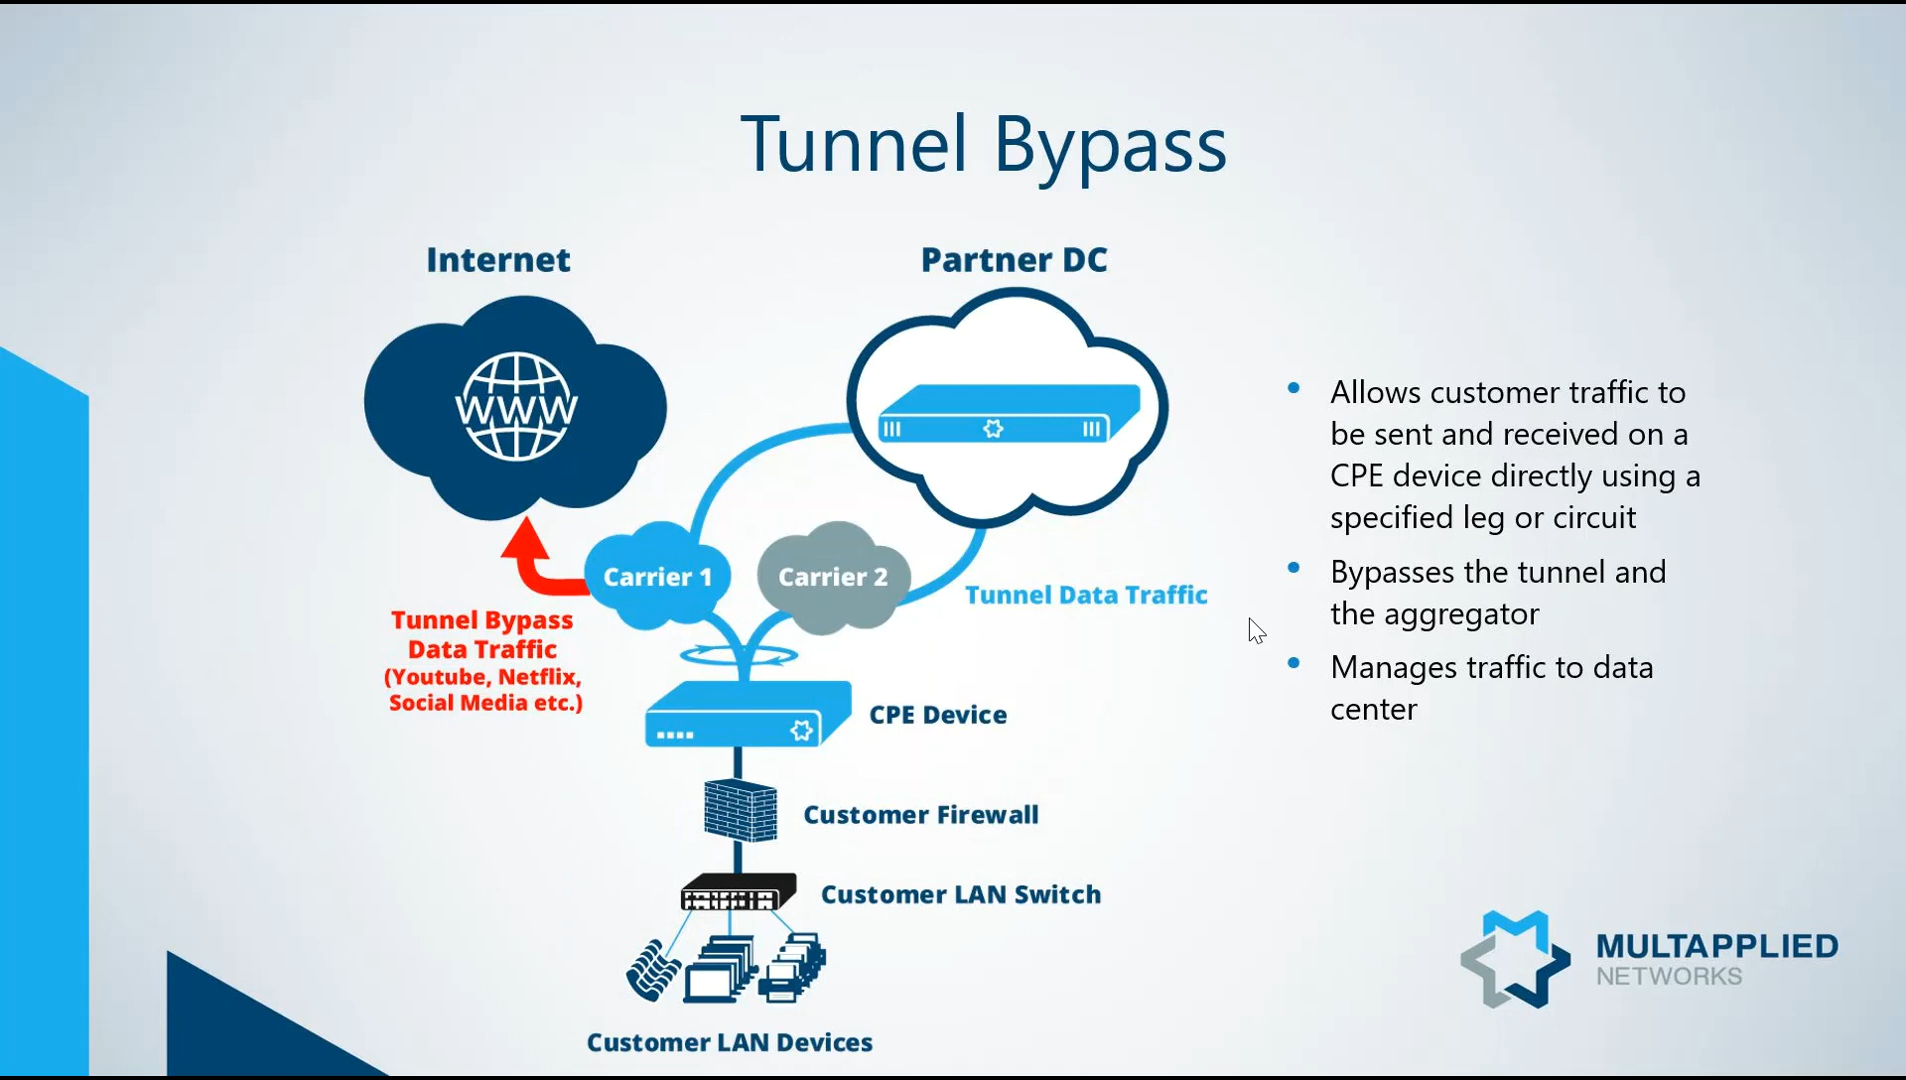 Tunnel Bypass
Internet
Partner DC
WWW
Carrier 1
Carrier 2
Tunnel Data Traffic
Tunnel Bypass
Data Traffic
(Youtube, Netflix,
Social Media etc.)
CPE Device
Customer Firewall
Customer LAN Switch
Customer LAN Devices
Allows customer traffic to
be sent and received on a
CPE device directly using a
specified leg or circuit
Bypasses the tunnel and
the aggregator
Manages traffic to data
center
MULTAPPLIED
NETWORKS